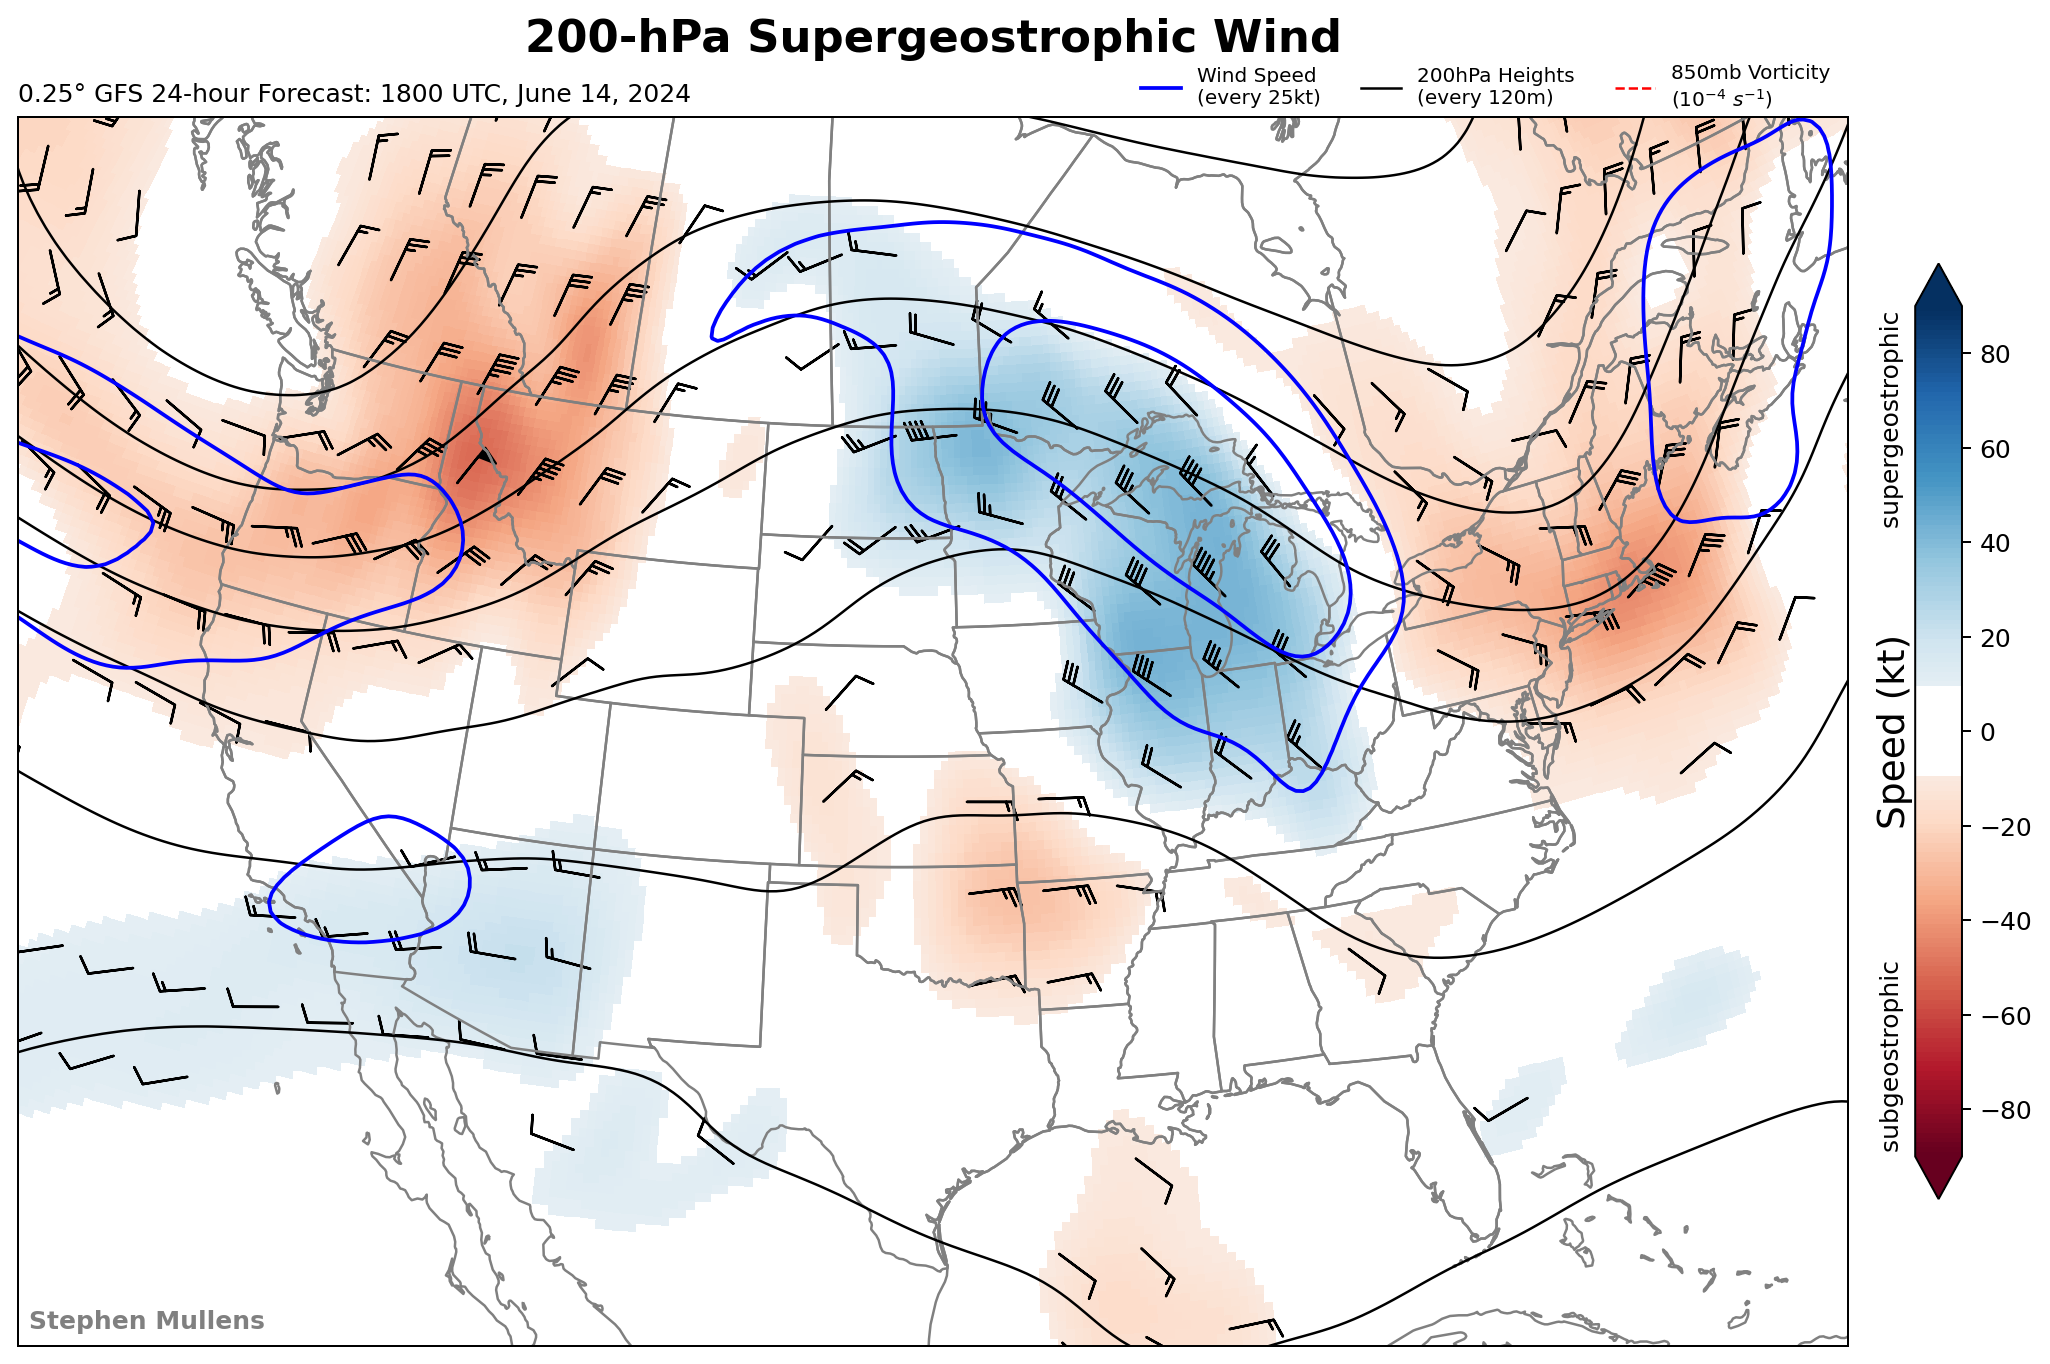 200-hPa Supergeostrophic Wind
0.25° GFS 24-hour Forecast: 1800 UTC, June 14, 2024
Wind Speed
(every 25kt)
200hPa Heights
(every 120m)
850mb Vorticity
(10⁻⁴ s⁻¹)
supergeostrophic
Speed (kt)
subgeostrophic
80
60
40
20
0
−20
−40
−60
−80
Stephen Mullens